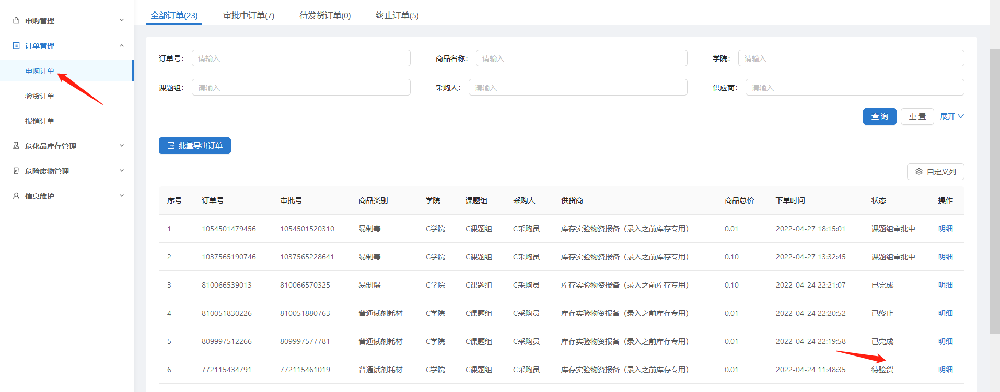 申购管理
订单管理
申购订单
验货订单
报销订单
危化品库存管理
危险废物管理
信息维护
全部订单(23) 审批中订单(7) 待发货订单(0) 终止订单(5)
订单号： 请输入 商品名称： 请输入 学院： 请输入
课题组： 请输入 采购人： 请输入 供应商： 请输入
查 询 重 置 展开
批量导出订单
自定义列
序号 订单号 审批号 商品类别 学院 课题组 采购人 供货商 商品总价 下单时间 状态 操作
1 1054501479456 1054501520310 易制毒 C学院 C课题组 C采购员 库存实验物资报备（录入之前库存专用） 0.01 2022-04-27 18:15:01 课题组审批中 明细
2 1037565190746 1037565228641 易制毒 C学院 C课题组 C采购员 库存实验物资报备（录入之前库存专用） 0.10 2022-04-27 13:32:45 课题组审批中 明细
3 810066539013 810066570325 易制爆 C学院 C课题组 C采购员 库存实验物资报备（录入之前库存专用） 0.10 2022-04-24 22:21:07 已完成 明细
4 810051830226 810051880763 普通试剂耗材 C学院 C课题组 C采购员 库存实验物资报备（录入之前库存专用） 0.01 2022-04-24 22:20:52 已终止 明细
5 809997512266 809997577781 普通试剂耗材 C学院 C课题组 C采购员 库存实验物资报备（录入之前库存专用） 0.01 2022-04-24 22:19:58 已完成 明细
6 772115434791 772115461019 普通试剂耗材 C学院 C课题组 C采购员 库存实验物资报备（录入之前库存专用） 0.01 2022-04-24 11:48:35 待验货 明细